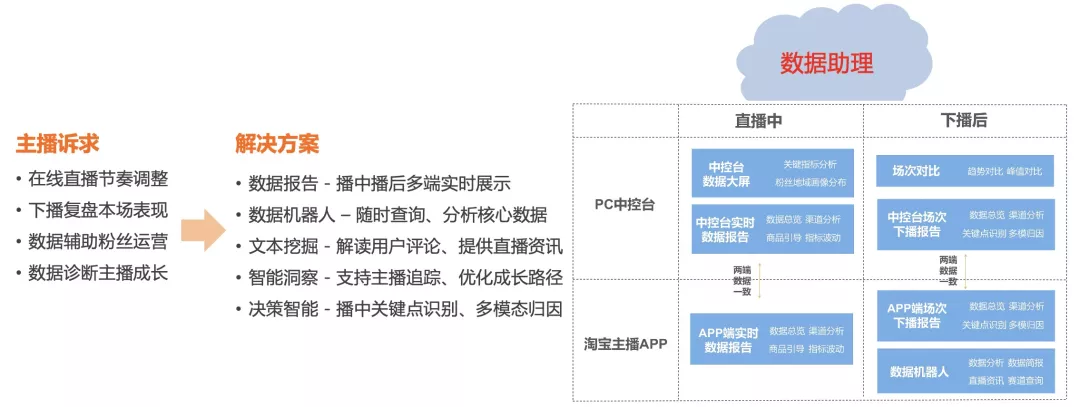 数据助理
主播诉求
• 在线直播节奏调整
• 下播复盘本场表现
• 数据辅助粉丝运营
• 数据诊断主播成长
解决方案
• 数据报告 - 播中播后多端实时展示
• 数据机器人 – 随时查询、分析核心数据
• 文本挖掘 - 解读用户评论、提供直播资讯
• 智能洞察 - 支持主播追踪、优化成长路径
• 决策智能 - 播中关键点识别、多模态归因
直播中
下播后
PC中控台
中控台
数据大屏
关键指标分析
粉丝地域画像分布
中控台实时
数据报告
数据总览 渠道分析
商品引导 指标波动
场次对比
趋势对比 峰值对比
中控台场次
下播报告
数据总览 渠道分析
关键点识别 多模归因
两端
数据
一致
两端
数据
一致
淘宝主播APP
APP端实时
数据报告
数据总览 渠道分析
商品引导 指标波动
APP端场次
下播报告
数据总览 渠道分析
关键点识别 多模归因
数据机器人
数据分析 数据简报
直播资讯 赛道查询